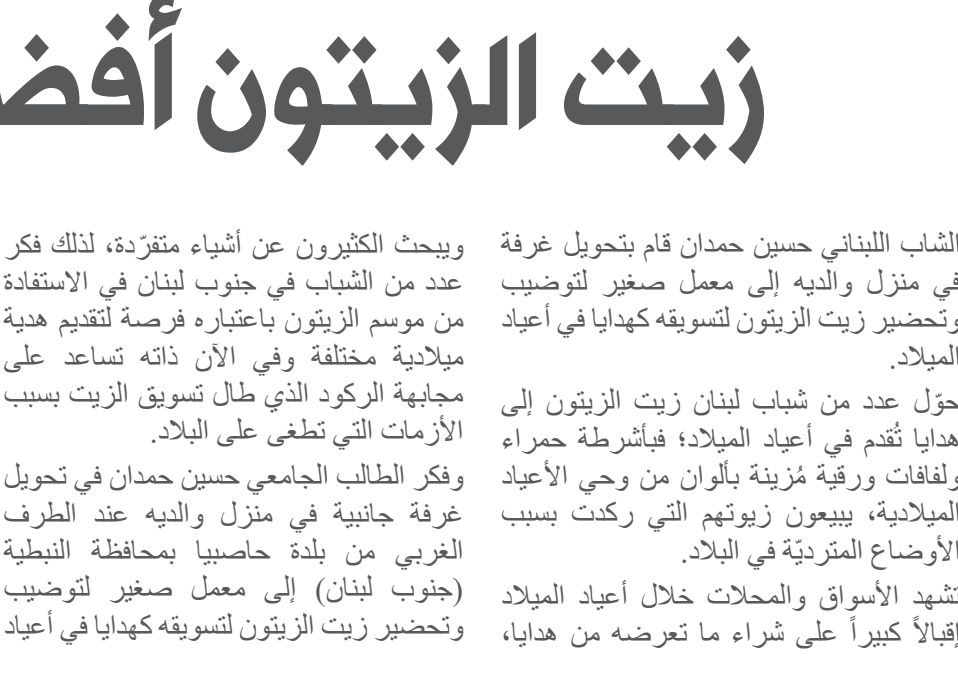 زيت الزيتون
الشاب اللبناني حسين حمدان قام بتحويل غرفة
في منزل والديه إلى معمل صغير لتوضيب
وتحضير زيت الزيتون لتسويقه كهدايا في أعياد
الميلاد.
حوّل عدد من شباب لبنان زيت الزيتون إلى
هدايا تُقدم في أعياد الميلاد؛ فبأشرطة حمراء
ولفافات ورقية مُزينة بألوان من وحي الأعياد
الميلادية، يبيعون زيوتهم التي ركدت بسبب
الأوضاع المترديّة في البلاد.
تشهد الأسواق والمحلات خلال أعياد الميلاد
إقبالاً كبيراً على شراء ما تعرضه من هدايا،
ويبحث الكثيرون عن أشياء متفرّدة، لذلك فكر
عدد من الشباب في جنوب لبنان في الاستفادة
من موسم الزيتون باعتباره فرصة لتقديم هدية
ميلادية مختلفة وفي الآن ذاته تساعد على
مجابهة الركود الذي طال تسويق الزيت بسبب
الأزمات التي تطغى على البلاد.
وفكر الطالب الجامعي حسين حمدان في تحويل
غرفة جانبية في منزل والديه عند الطرف
الغربي من بلدة حاصبيا بمحافظة النبطية
(جنوب لبنان) إلى معمل صغير لتوضيب
وتحضير زيت الزيتون لتسويقه كهدايا في أعياد